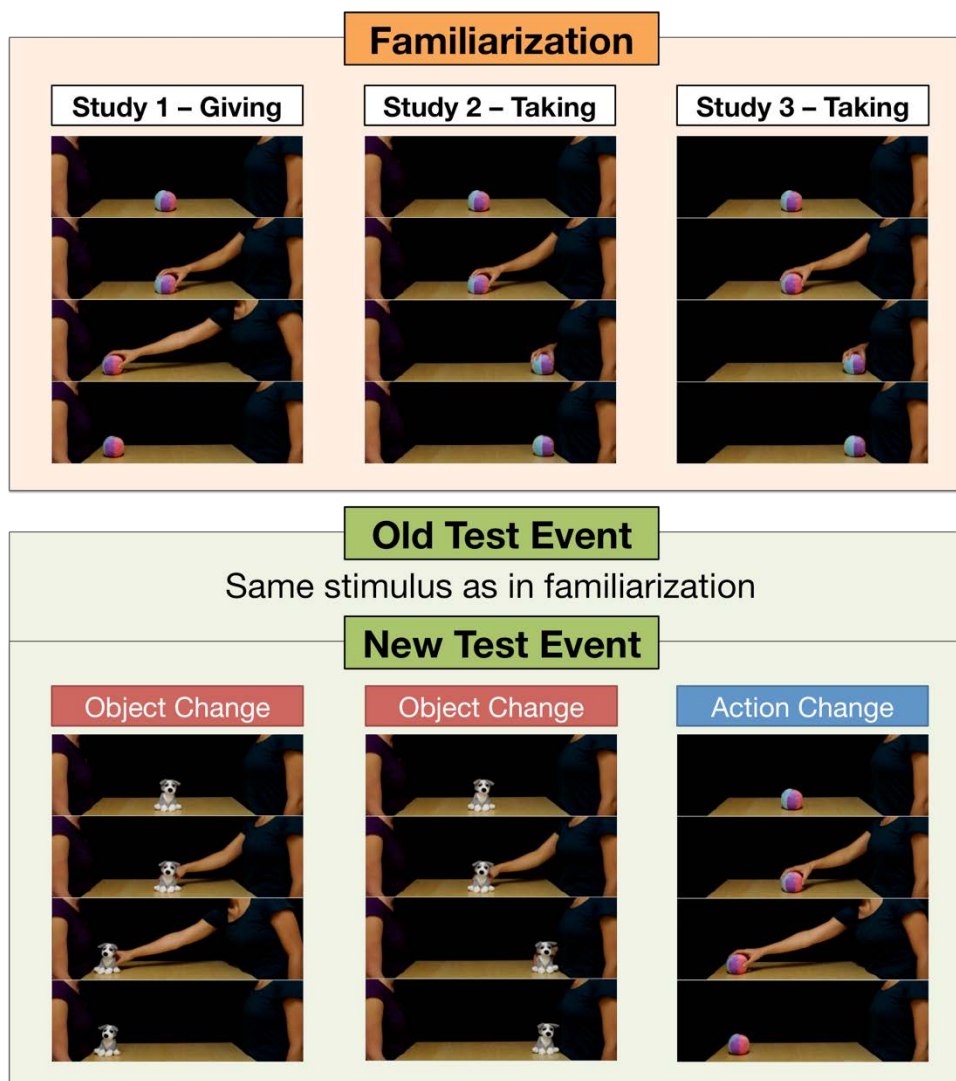 Familiarization
Study 1 – Giving
Study 2 – Taking
Study 3 – Taking
Old Test Event
Same stimulus as in familiarization
New Test Event
Object Change
Object Change
Action Change